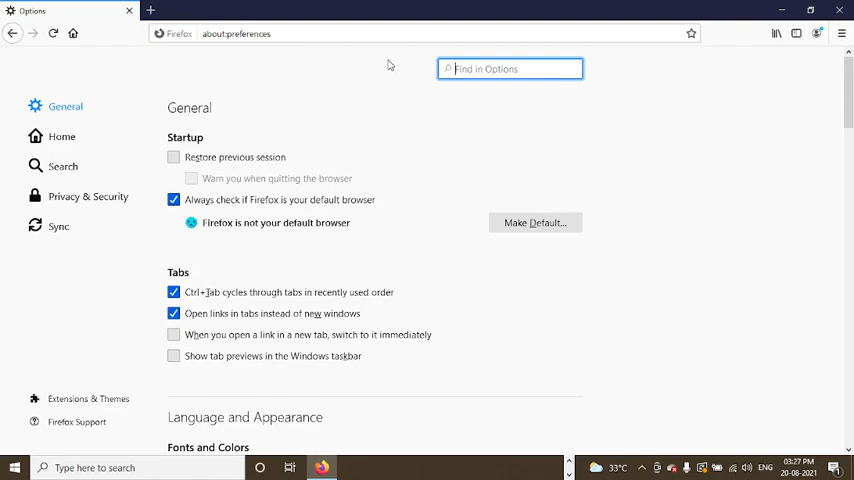 Options
Firefox about:preferences
Find in Options
General
Home
Search
Privacy & Security
Sync
Extensions & Themes
Firefox Support
General
Startup
Restore previous session
Warn you when quitting the browser
Always check if Firefox is your default browser
Firefox is not your default browser
Make Default...
Tabs
Ctrl+Tab cycles through tabs in recently used order
Open links in tabs instead of new windows
When you open a link in a new tab, switch to it immediately
Show tab previews in the Windows taskbar
Language and Appearance
Fonts and Colors
Type here to search
33°C
ENG
03:27 PM
20-08-2021
1